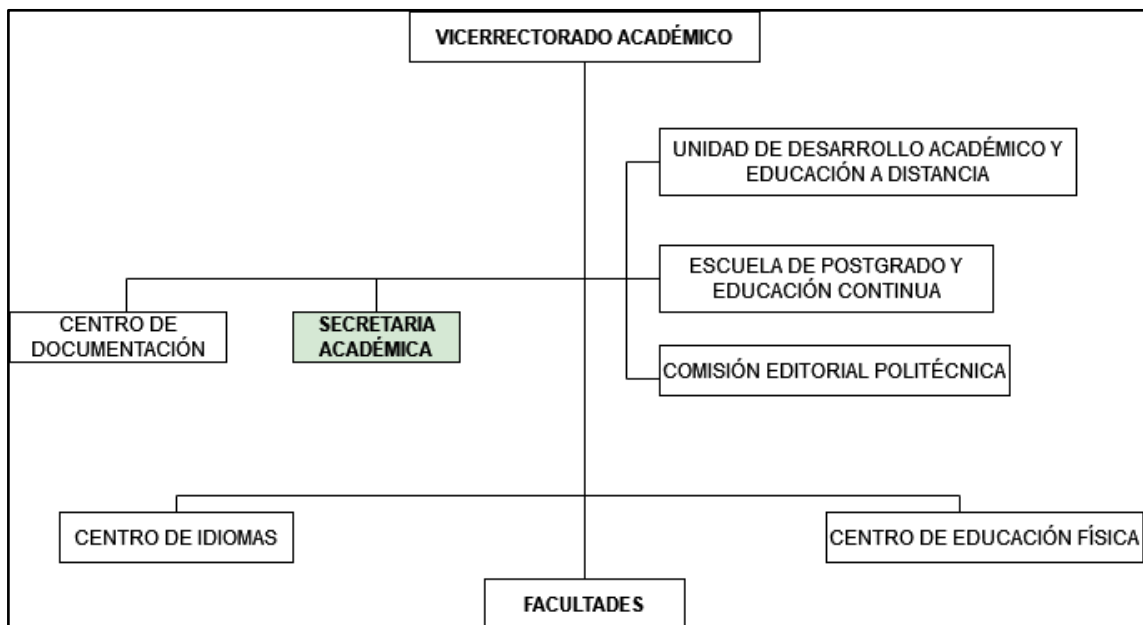 VICERRECTORADO ACADÉMICO
UNIDAD DE DESARROLLO ACADÉMICO Y
EDUCACIÓN A DISTANCIA
ESCUELA DE POSTGRADO Y
EDUCACIÓN CONTINUA
CENTRO DE
DOCUMENTACIÓN
SECRETARIA
ACADÉMICA
COMISIÓN EDITORIAL POLITÉCNICA
CENTRO DE IDIOMAS
CENTRO DE EDUCACIÓN FÍSICA
FACULTADES